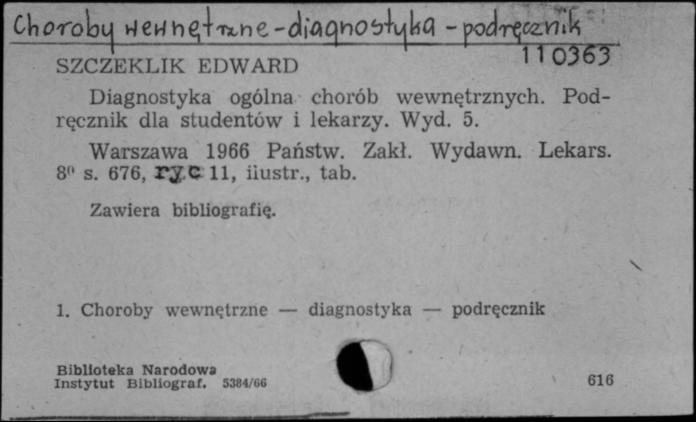 Choroby wewnętrzne - diagnostyka - podręcznik
110363
SZCZEKLIK EDWARD
Diagnostyka ogólna chorób wewnętrznych. Pod-
ręcznik dla studentów i lekarzy. Wyd. 5.
Warszawa 1966 Państw. Zakł. Wydawn. Lekars.
8⁰ s. 676, ryc 11, iiustr., tab.
Zawiera bibliografię.
1. Choroby wewnętrzne — diagnostyka — podręcznik
Biblioteka Narodowa
Instytut Bibliograf. 5384/66
616